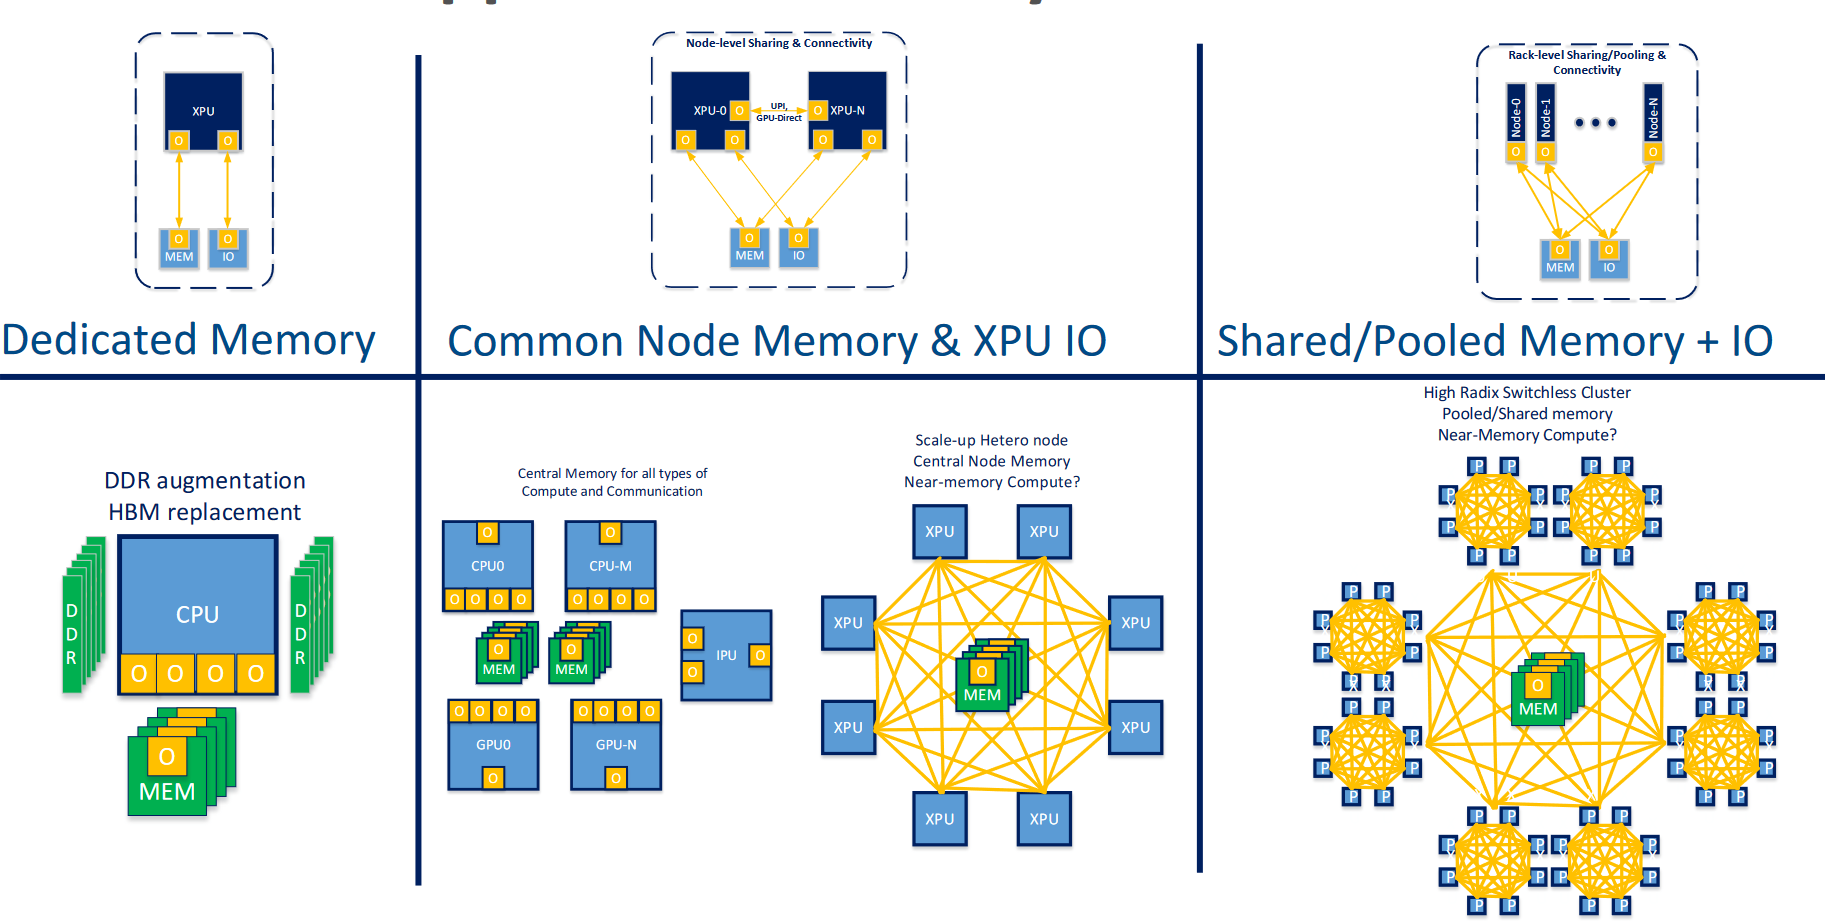 XPU
O O
O O
MEM IO
Dedicated Memory
Node-level Sharing & Connectivity
XPU-0 O UPI, O XPU-N
GPU-Direct
O O O O
O O
MEM IO
Common Node Memory & XPU IO
Rack-level Sharing/Pooling &
Connectivity
Node-0 Node-1 Node-N
O O O
O O
MEM IO
Shared/Pooled Memory + IO
DDR augmentation
HBM replacement
D
D
R
CPU
D
D
R
O O O O
O
MEM
Central Memory for all types of
Compute and Communication
O O
CPU0 CPU-M
O O O O O O O O
O O
MEM MEM
O
IPU O
O
O O O O O O O O
GPU0 GPU-N
O O
Scale-up Hetero node
Central Node Memory
Near-memory Compute?
XPU XPU
XPU XPU
O
MEM
XPU XPU
XPU XPU
High Radix Switchless Cluster
Pooled/Shared memory
Near-Memory Compute?
P P P P
P P P P
P P P P
P P P P
P P P P
P P P P
P P P P
P P P P
O
MEM
P P P P
P P P P
P P P P
P P P P
P P P P
P P P P
P P P P
P P P P